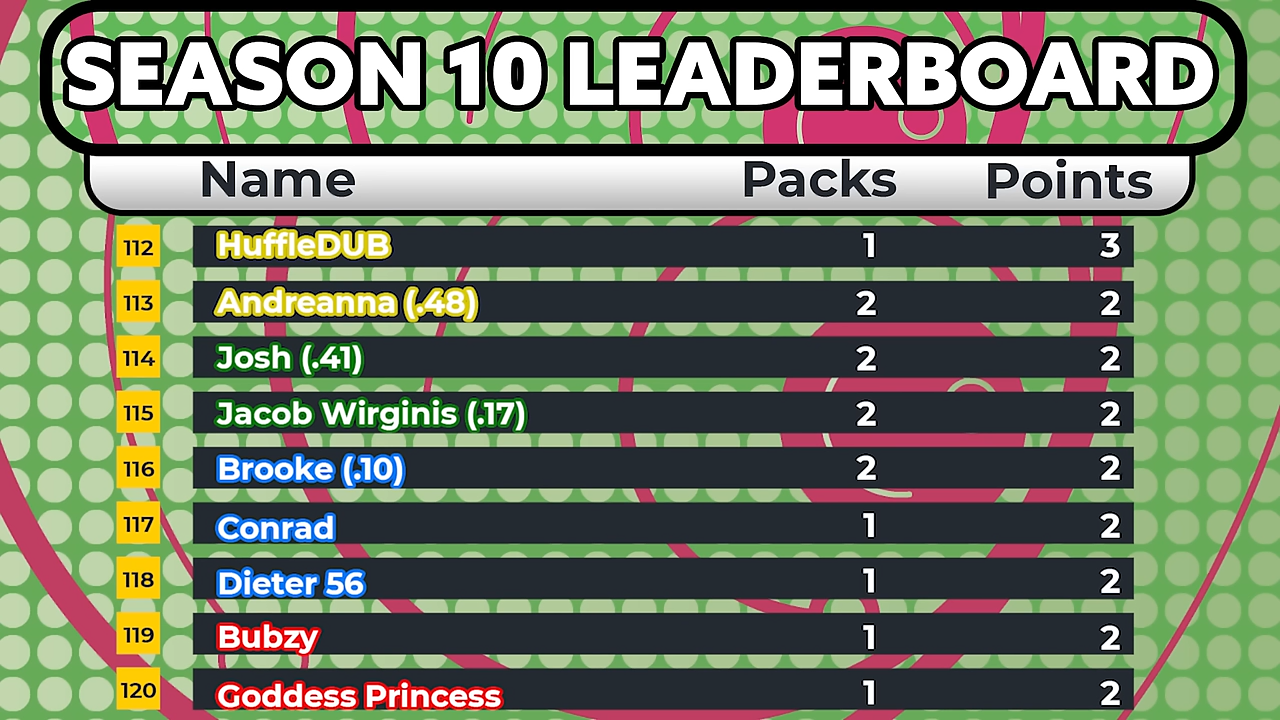 SEASON 10 LEADERBOARD
Name Packs Points
112 HuffleDUB 1 3
113 Andreanna (.48) 2 2
114 Josh (.41) 2 2
115 Jacob Wirginis (.17) 2 2
116 Brooke (.10) 2 2
117 Conrad 1 2
118 Dieter 56 1 2
119 Bubzy 1 2
120 Goddess Princess 1 2